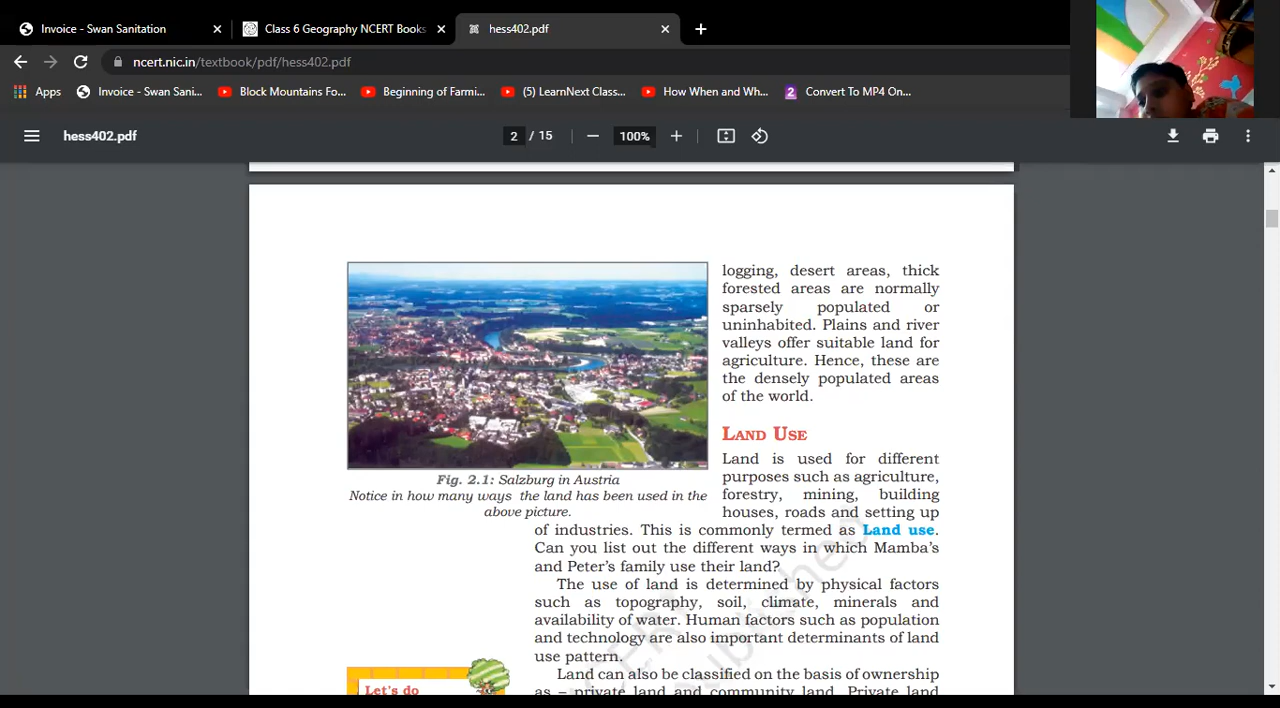 Invoice - Swan Sanitation
Class 6 Geography NCERT Books
hess402.pdf
ncert.nic.in/textbook/pdf/hess402.pdf
Apps
Invoice - Swan Sani...
Block Mountains Fo...
Beginning of Farmi...
(5) LearnNext Class...
How When and Wh...
Convert To MP4 On...
hess402.pdf
2 / 15
100%
logging, desert areas, thick
forested areas are normally
sparsely populated or
uninhabited. Plains and river
valleys offer suitable land for
agriculture. Hence, these are
the densely populated areas
of the world.
LAND USE
Land is used for different
purposes such as agriculture,
forestry, mining, building
houses, roads and setting up
of industries. This is commonly termed as Land use.
Can you list out the different ways in which Mamba's
and Peter's family use their land?
The use of land is determined by physical factors
such as topography, soil, climate, minerals and
availability of water. Human factors such as population
and technology are also important determinants of land
use pattern.
Land can also be classified on the basis of ownership
as – private land and community land. Private land
Fig. 2.1: Salzburg in Austria
Notice in how many ways the land has been used in the
above picture.
Let's do